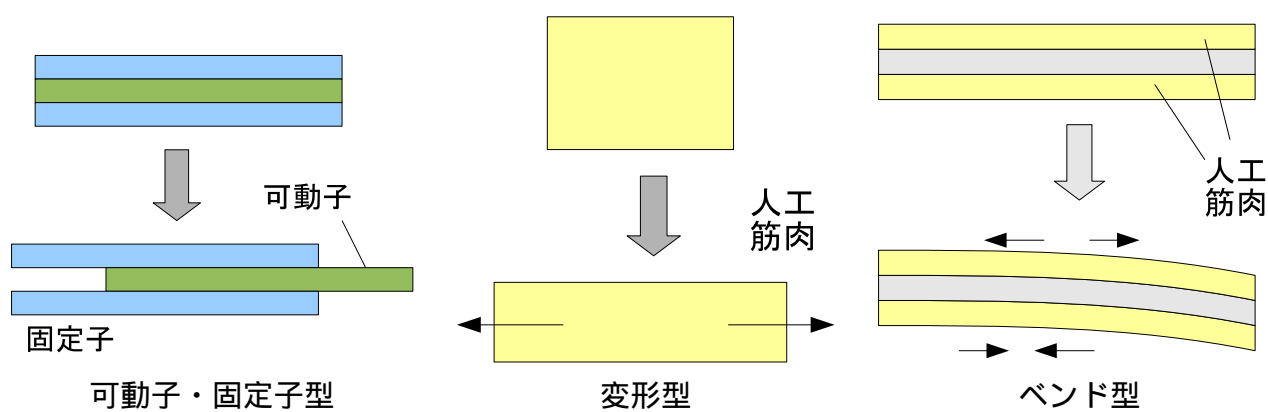 可動子
固定子
可動子・固定子型
人工
筋肉
変形型
人工
筋肉
ベンド型